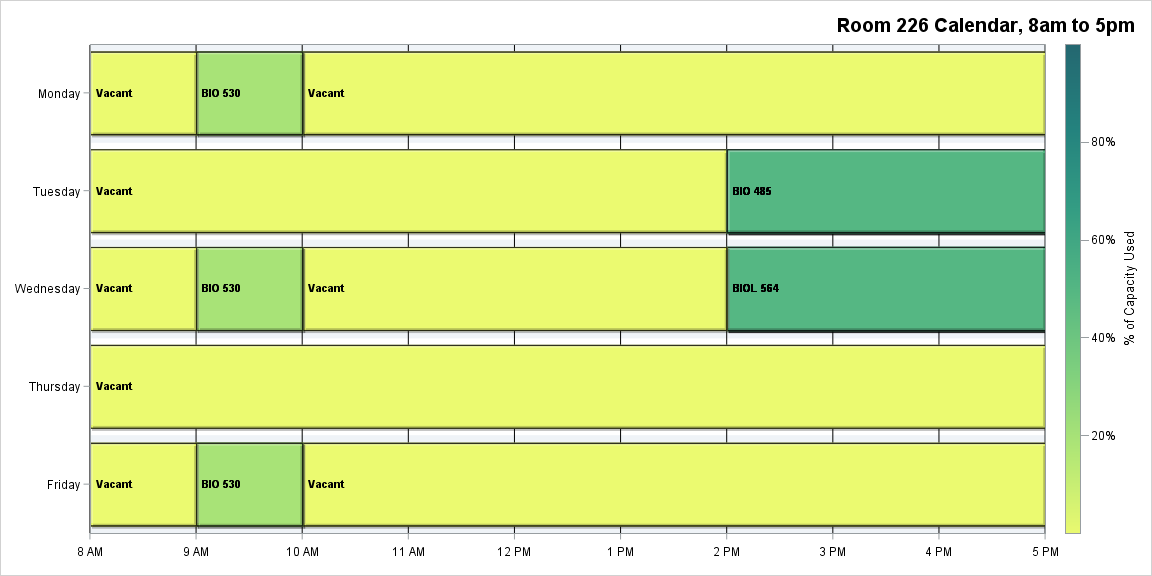 Room 226 Calendar, 8am to 5pm
Monday
Vacant
BIO 530
Vacant
Tuesday
Vacant
BIO 485
Wednesday
Vacant
BIO 530
Vacant
BIOL 564
Thursday
Vacant
Friday
Vacant
BIO 530
Vacant
8 AM
9 AM
10 AM
11 AM
12 PM
1 PM
2 PM
3 PM
4 PM
5 PM
80%
60%
40%
20%
% of Capacity Used